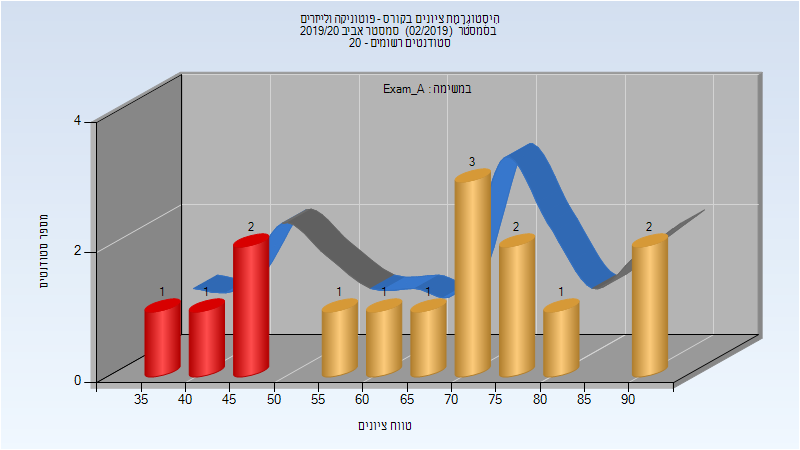 היסטוגרמת ציונים בקורס - פוטוניקה ולייזרים
בסמסטר (02/2019) סמסטר אביב 2019/20
סטודנטים רשומים - 20
במשימה : Exam_A
מספר סטודנטים
4
2
0
1
1
2
1
1
1
3
2
1
2
35 40 45 50 55 60 65 70 75 80 85 90
טווח ציונים